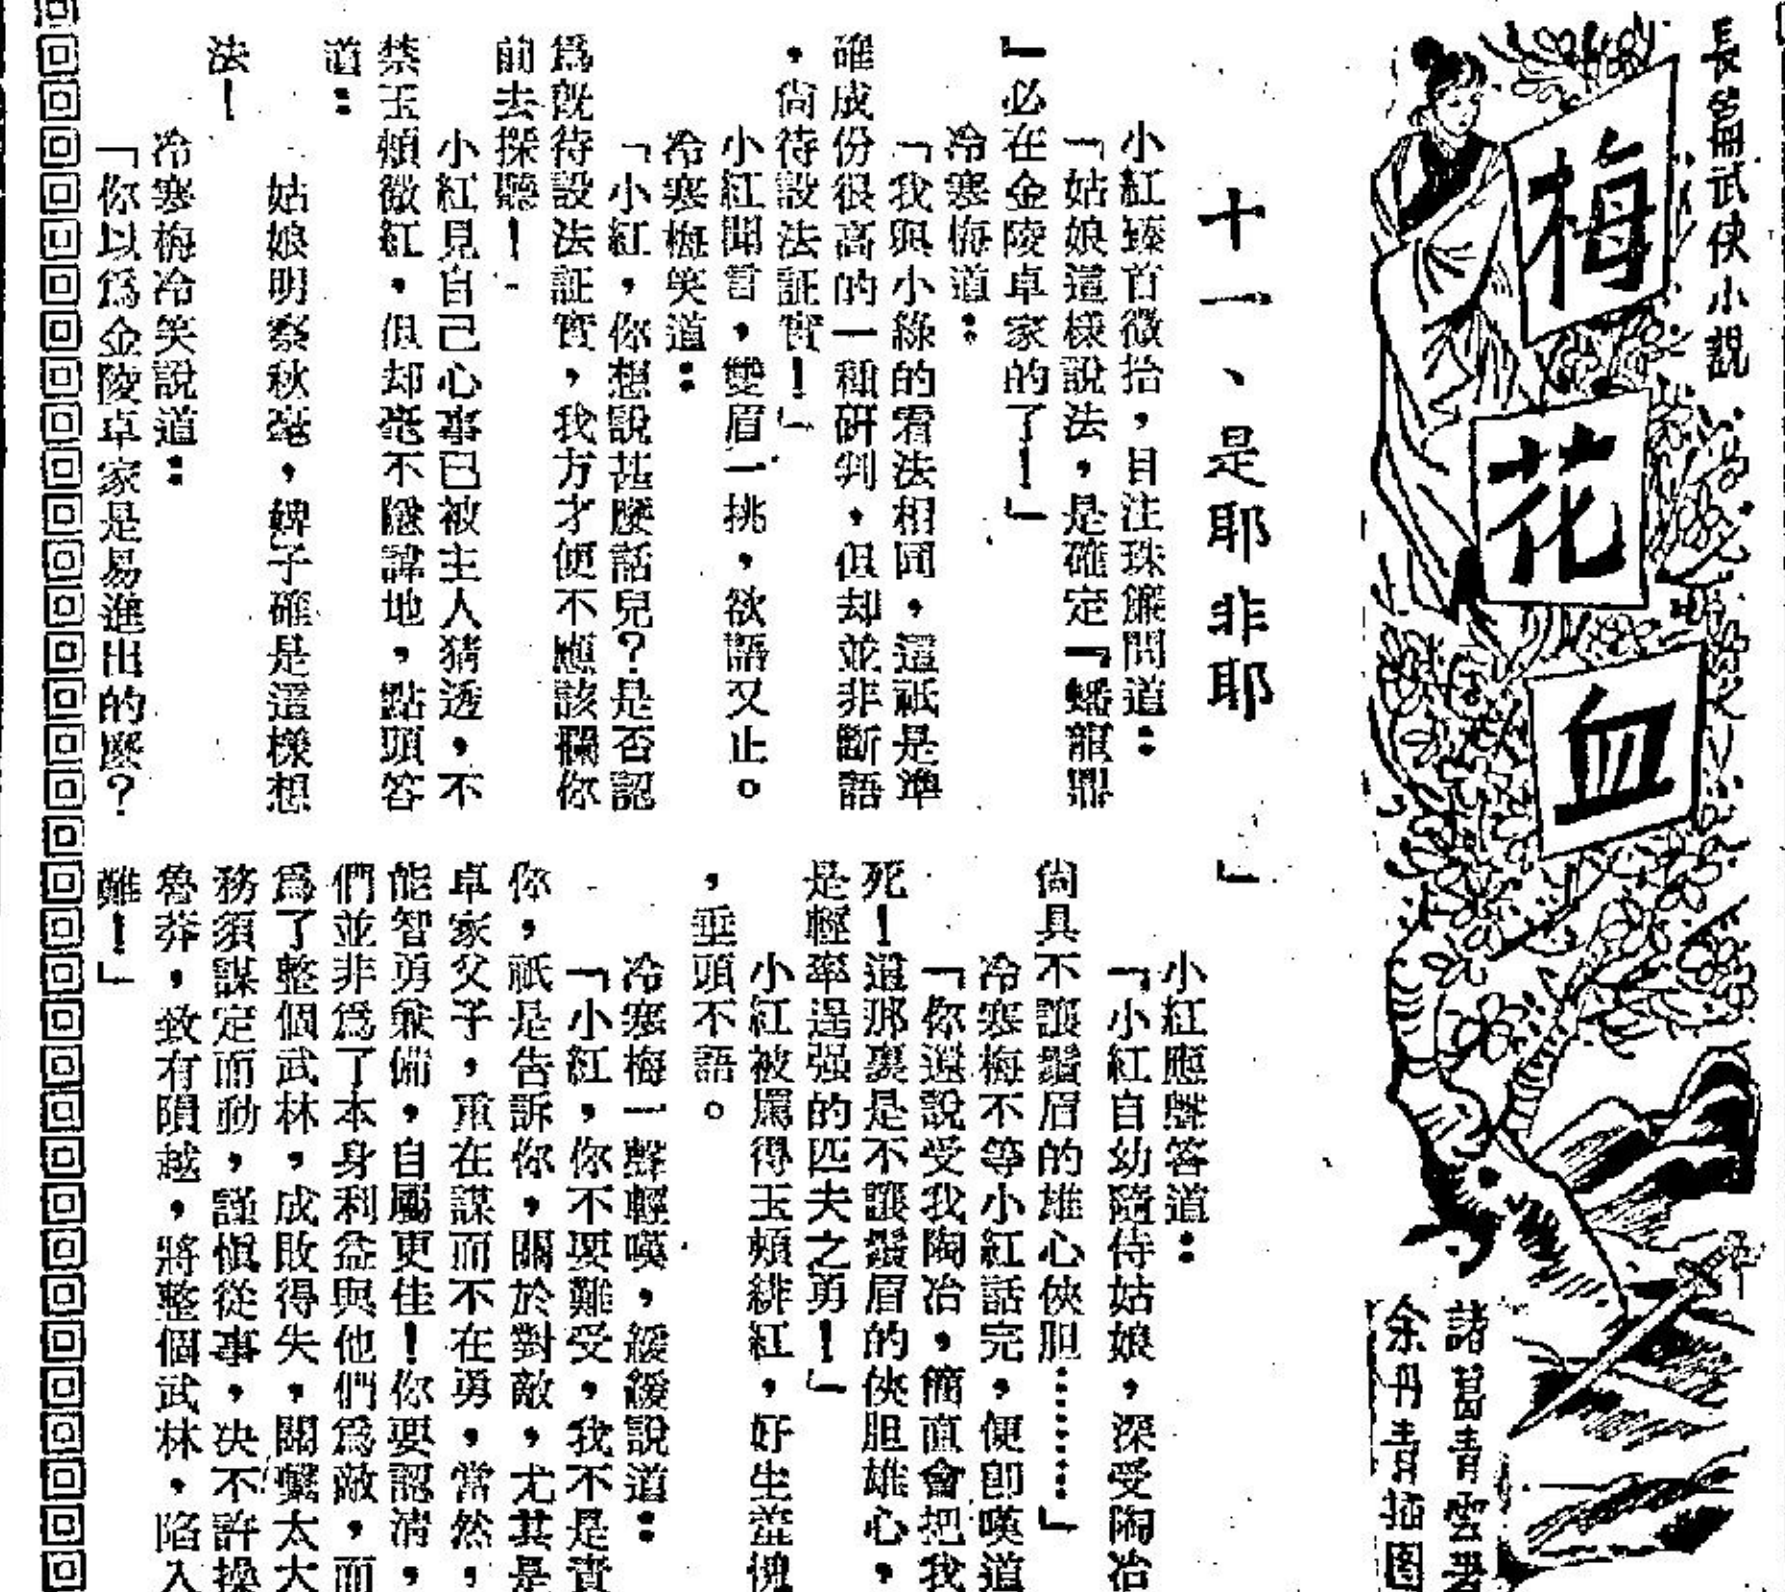 長篇武俠小說
梅花血
諸葛青雲著
余丹青插图
十一、是耶非耶
小紅螓首微抬，目注珠簾問道：
「姑娘這樣說法，是確定『蟠龍鼎
』必在金陵卓家的了！」
冷寒梅道：
「我與小綠的看法相同，這祇是準
確成份很高的一種研判，但却並非斷語
，尙待設法証實！」
小紅聞言，雙眉一挑，欲語又止。
冷寒梅笑道：
「小紅，你想說甚麼話兒？是否認
爲旣待設法証實，我方才便不應該攔你
前去探聽！
小紅見自己心事已被主人猜透，不
禁玉頰微紅，但却毫不隱諱地，點頭答
道：
姑娘明察秋毫，婢子確是這樣想
法！
冷寒梅冷笑說道：
「你以爲金陵卓家是易進出的麼？
」
小紅應聲答道：
「小紅自幼隨侍姑娘，深受陶冶
尙具不讓鬚眉的雄心俠胆………」
冷寒梅不等小紅話完，便卽嘆道
「你還說受我陶冶，簡直會把我
死！這那裏是不讓鬚眉的俠胆雄心，
是輕率逞强的匹夫之勇！」
小紅被罵得玉頰緋紅，好生羞愧
，垂頭不語。
冷寒梅一聲輕嘆，緩緩說道：
「小紅，你不要難受，我不是責
你，祇是告訴你，關於對敵，尤其是
卓家父子，重在謀而不在勇，當然，
能智勇兼備，自屬更佳！你要認清，
們並非爲了本身利益與他們爲敵，而
爲了整個武林，成敗得失，關繫太大
務須謀定而動，謹愼從事，决不許操
魯莽，致有隕越，將整個武林，陷入
難！」